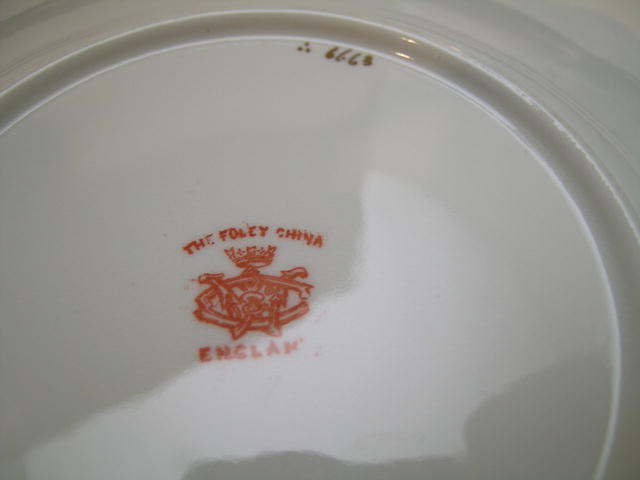 ∴ 6663
THE FOLEY CHINA
ENGLAN